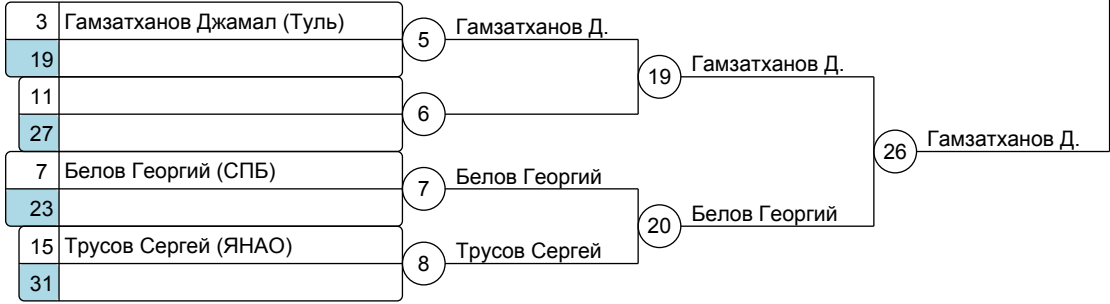 3 Гамзатханов Джамал (Туль)
19
11
27
7 Белов Георгий (СПБ)
23
15 Трусов Сергей (ЯНАО)
31
5 Гамзатханов Д.
6
7 Белов Георгий
8 Трусов Сергей
19 Гамзатханов Д.
20 Белов Георгий
26 Гамзатханов Д.